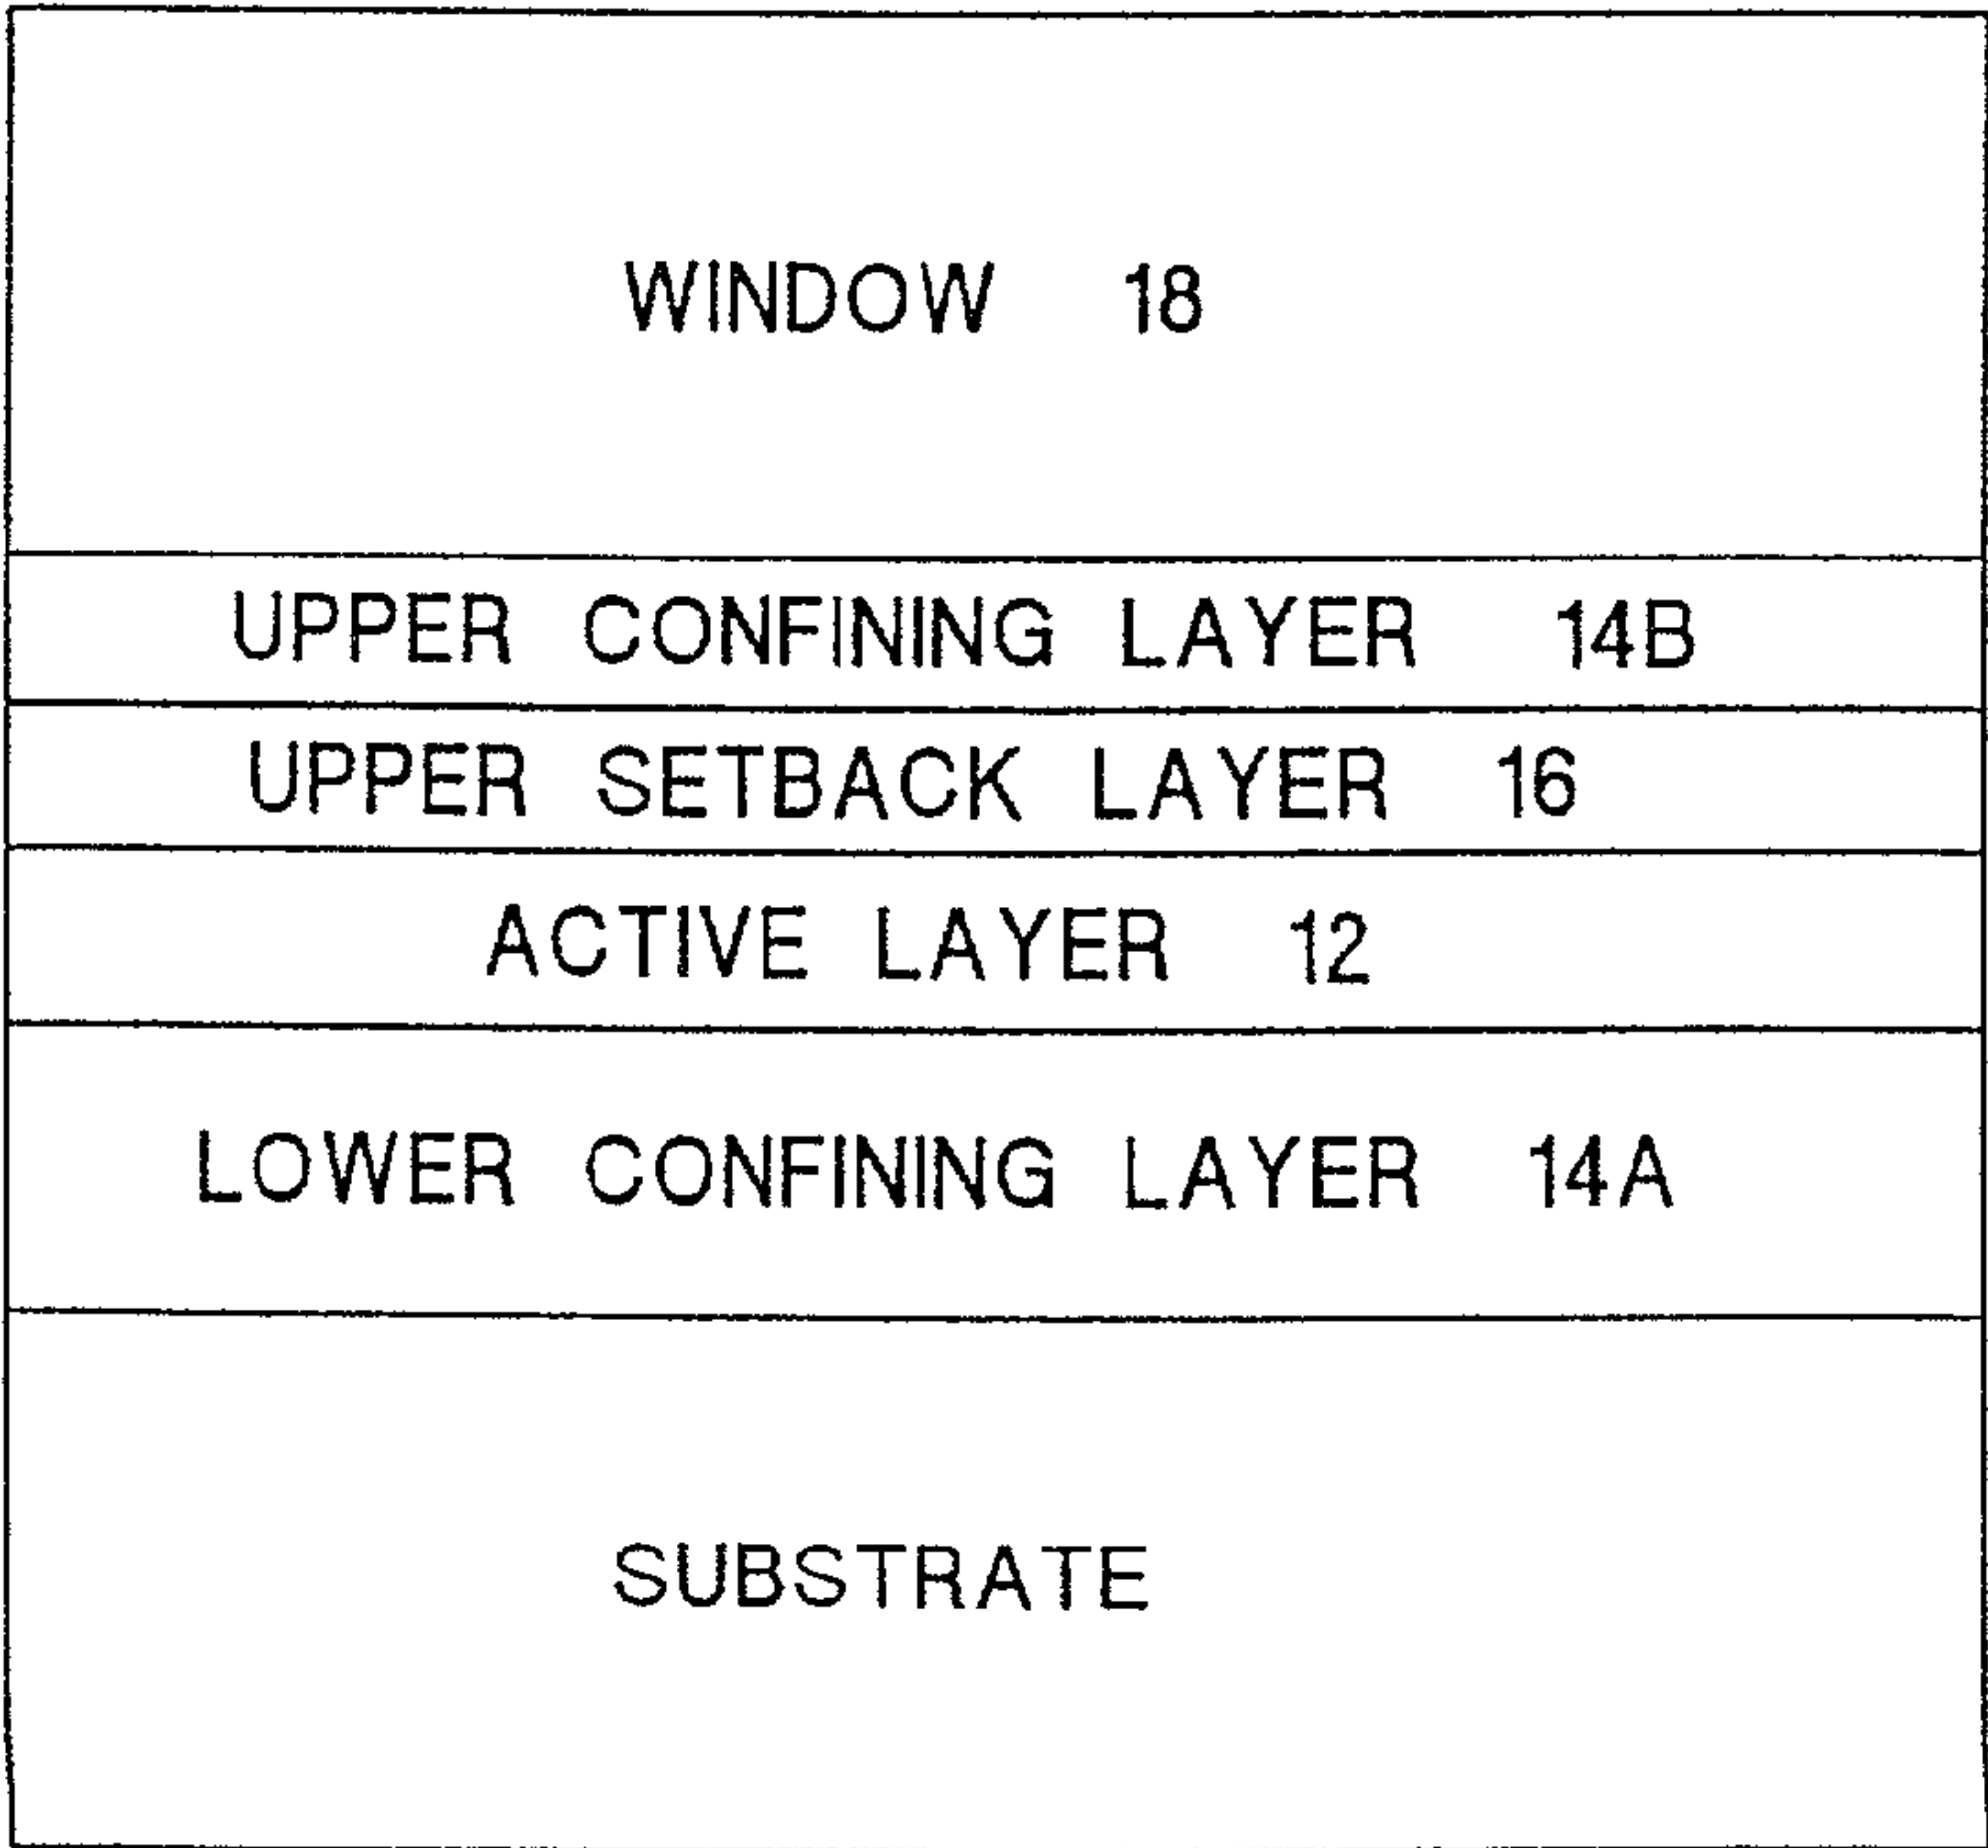 WINDOW 18
UPPER CONFINING LAYER 14B
UPPER SETBACK LAYER 16
ACTIVE LAYER 12
LOWER CONFINING LAYER 14A
SUBSTRATE